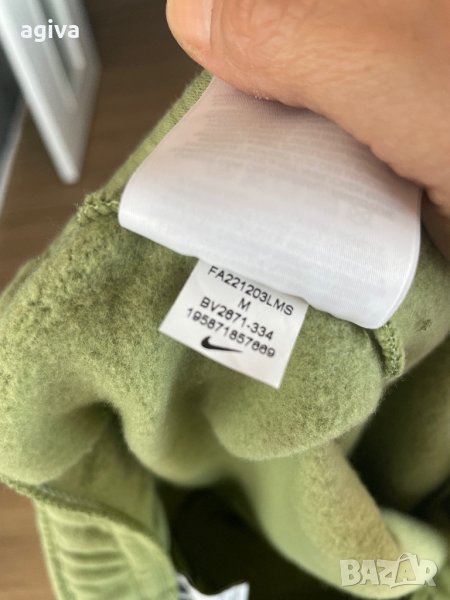 agiva
FA221203LMS
M
BV2671-334
195871857669
BAZAR